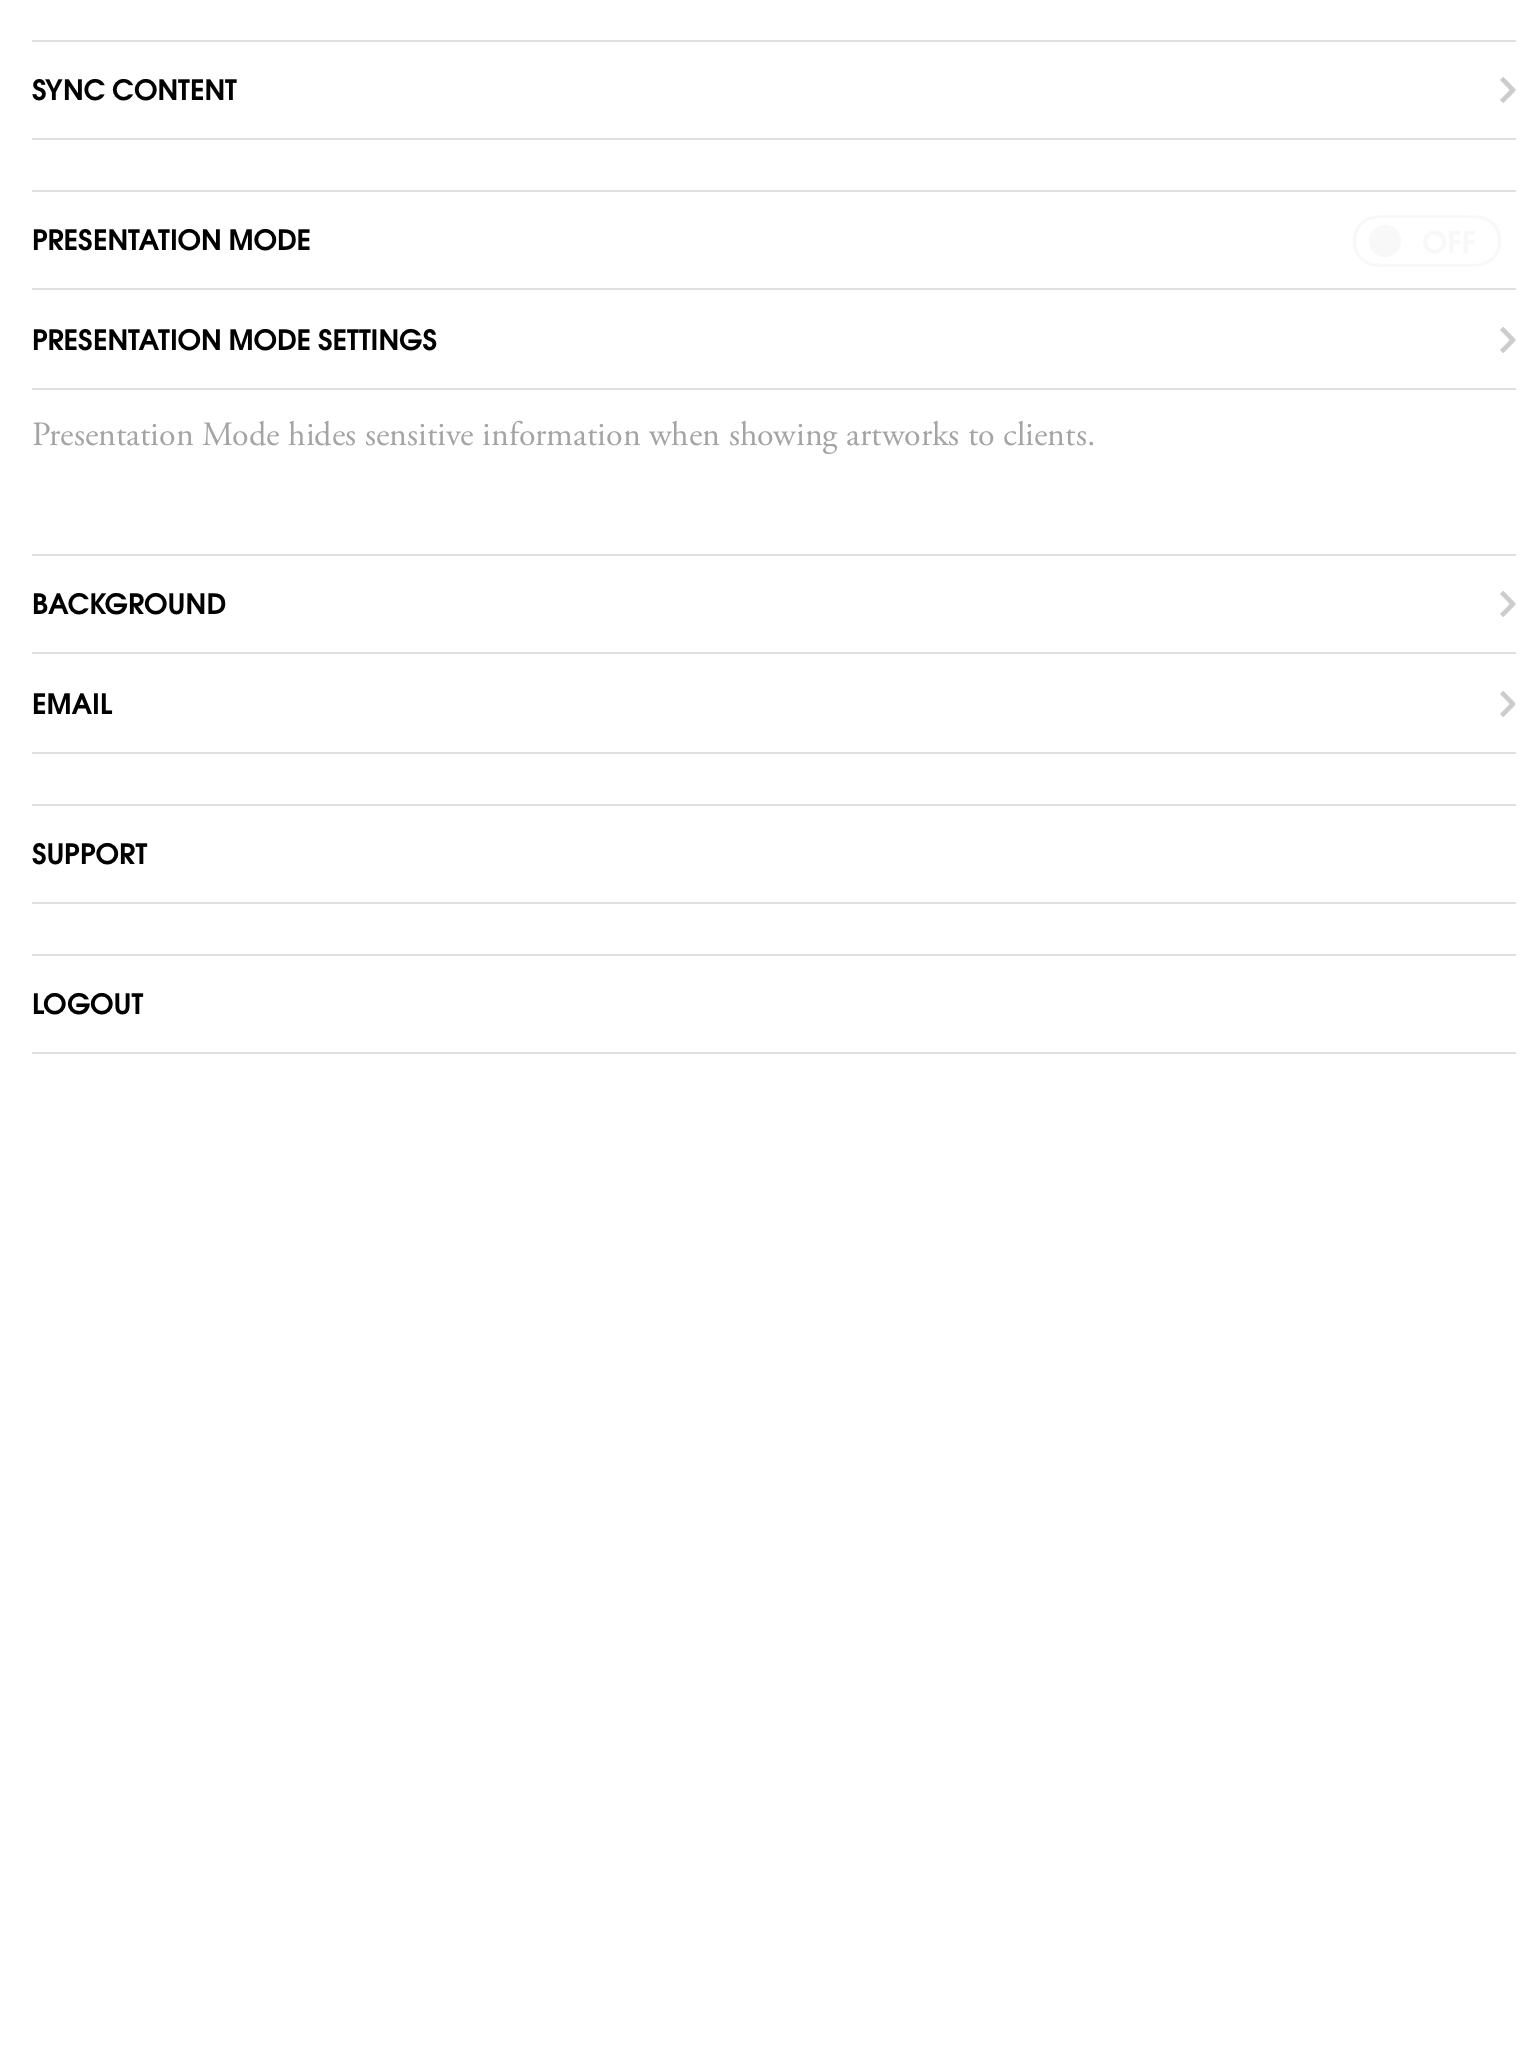 SYNC CONTENT
PRESENTATION MODE
OFF
PRESENTATION MODE SETTINGS
Presentation Mode hides sensitive information when showing artworks to clients.
BACKGROUND
EMAIL
SUPPORT
LOGOUT